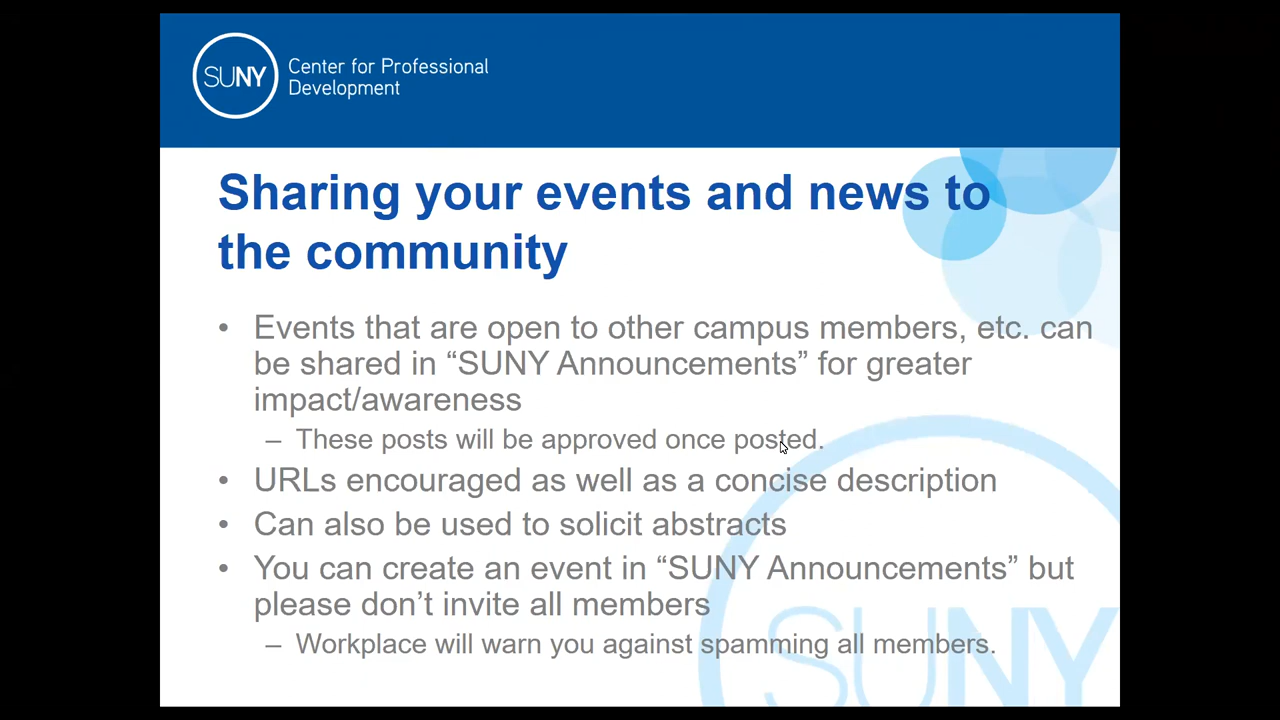 SUNY
Center for Professional
Development
Sharing your events and news to
the community
• Events that are open to other campus members, etc. can
be shared in “SUNY Announcements” for greater
impact/awareness
– These posts will be approved once posted.
• URLs encouraged as well as a concise description
• Can also be used to solicit abstracts
• You can create an event in “SUNY Announcements” but
please don’t invite all members
– Workplace will warn you against spamming all members.
SUNY